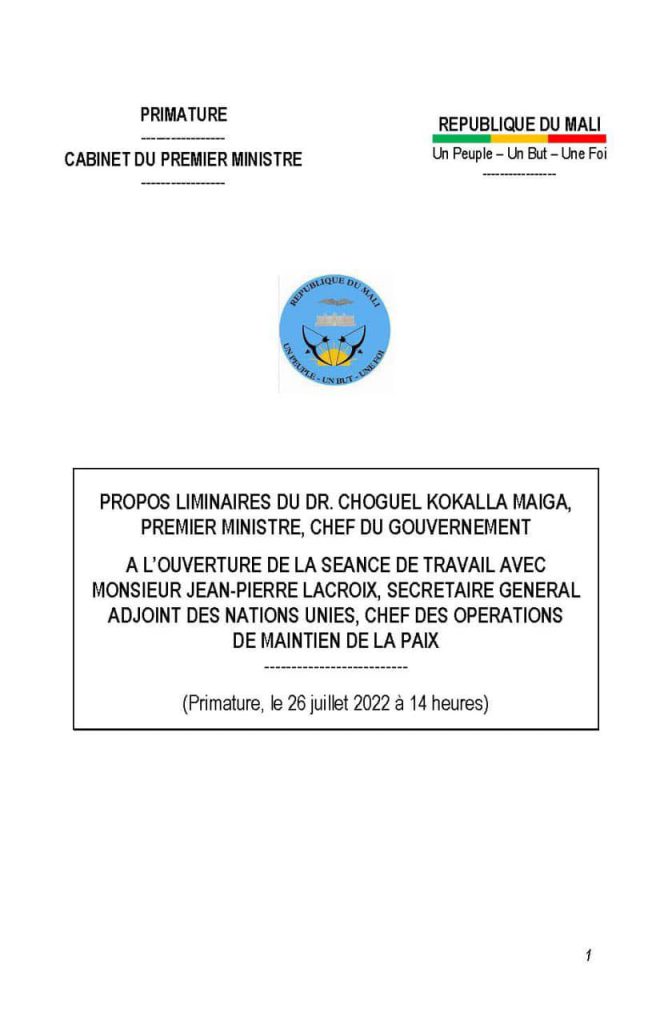 PRIMATURE
-----------------
CABINET DU PREMIER MINISTRE
-----------------
REPUBLIQUE DU MALI
Un Peuple – Un But – Une Foi
-----------------
REPUBLIQUE DU MALI
UN PEUPLE - UN BUT - UNE FOI
PROPOS LIMINAIRES DU DR. CHOGUEL KOKALLA MAIGA,
PREMIER MINISTRE, CHEF DU GOUVERNEMENT
A L’OUVERTURE DE LA SEANCE DE TRAVAIL AVEC
MONSIEUR JEAN-PIERRE LACROIX, SECRETAIRE GENERAL
ADJOINT DES NATIONS UNIES, CHEF DES OPERATIONS
DE MAINTIEN DE LA PAIX
---------------------------
(Primature, le 26 juillet 2022 à 14 heures)
1